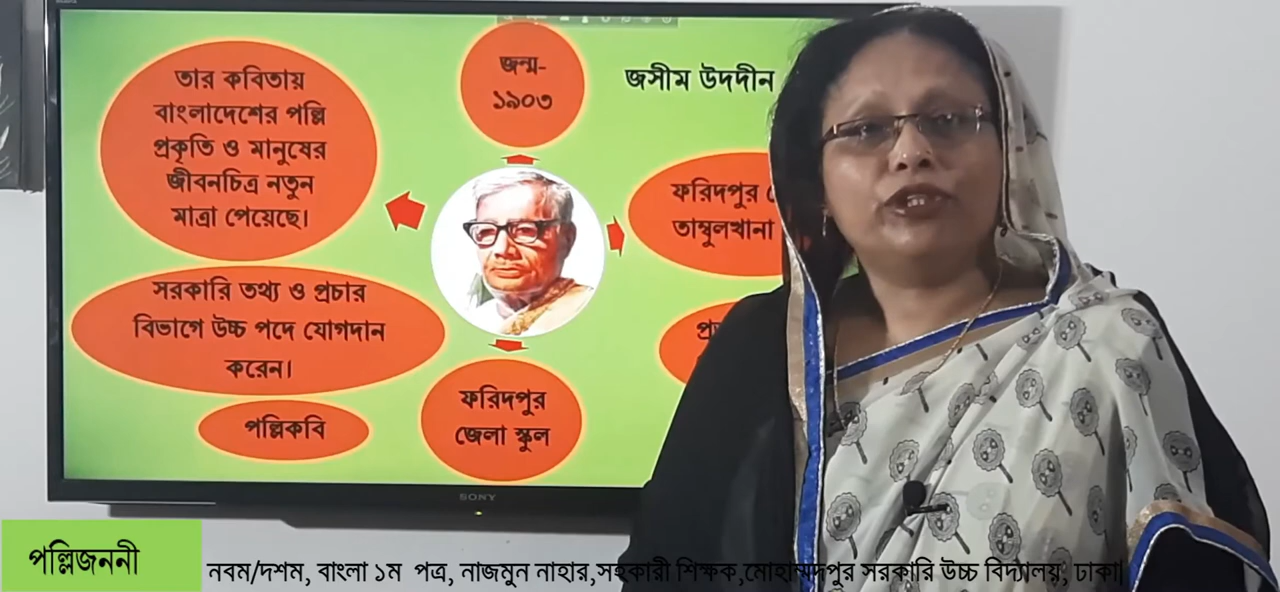 জন্ম-
১৯০৩
জসীম উদদীন
তার কবিতায়
বাংলাদেশের পল্লি
প্রকৃতি ও মানুষের
জীবনচিত্র নতুন
মাত্রা পেয়েছে।
ফরিদপুর
তাম্বুলখানা
সরকারি তথ্য ও প্রচার
বিভাগে উচ্চ পদে যোগদান
করেন।
পল্লিকবি
ফরিদপুর
জেলা স্কুল
SONY
পল্লিজননী
নবম/দশম, বাংলা ১ম পত্র, নাজমুন নাহার,সহকারী শিক্ষক,মোহাম্মদপুর সরকারি উচ্চ বিদ্যালয়, ঢাকা|